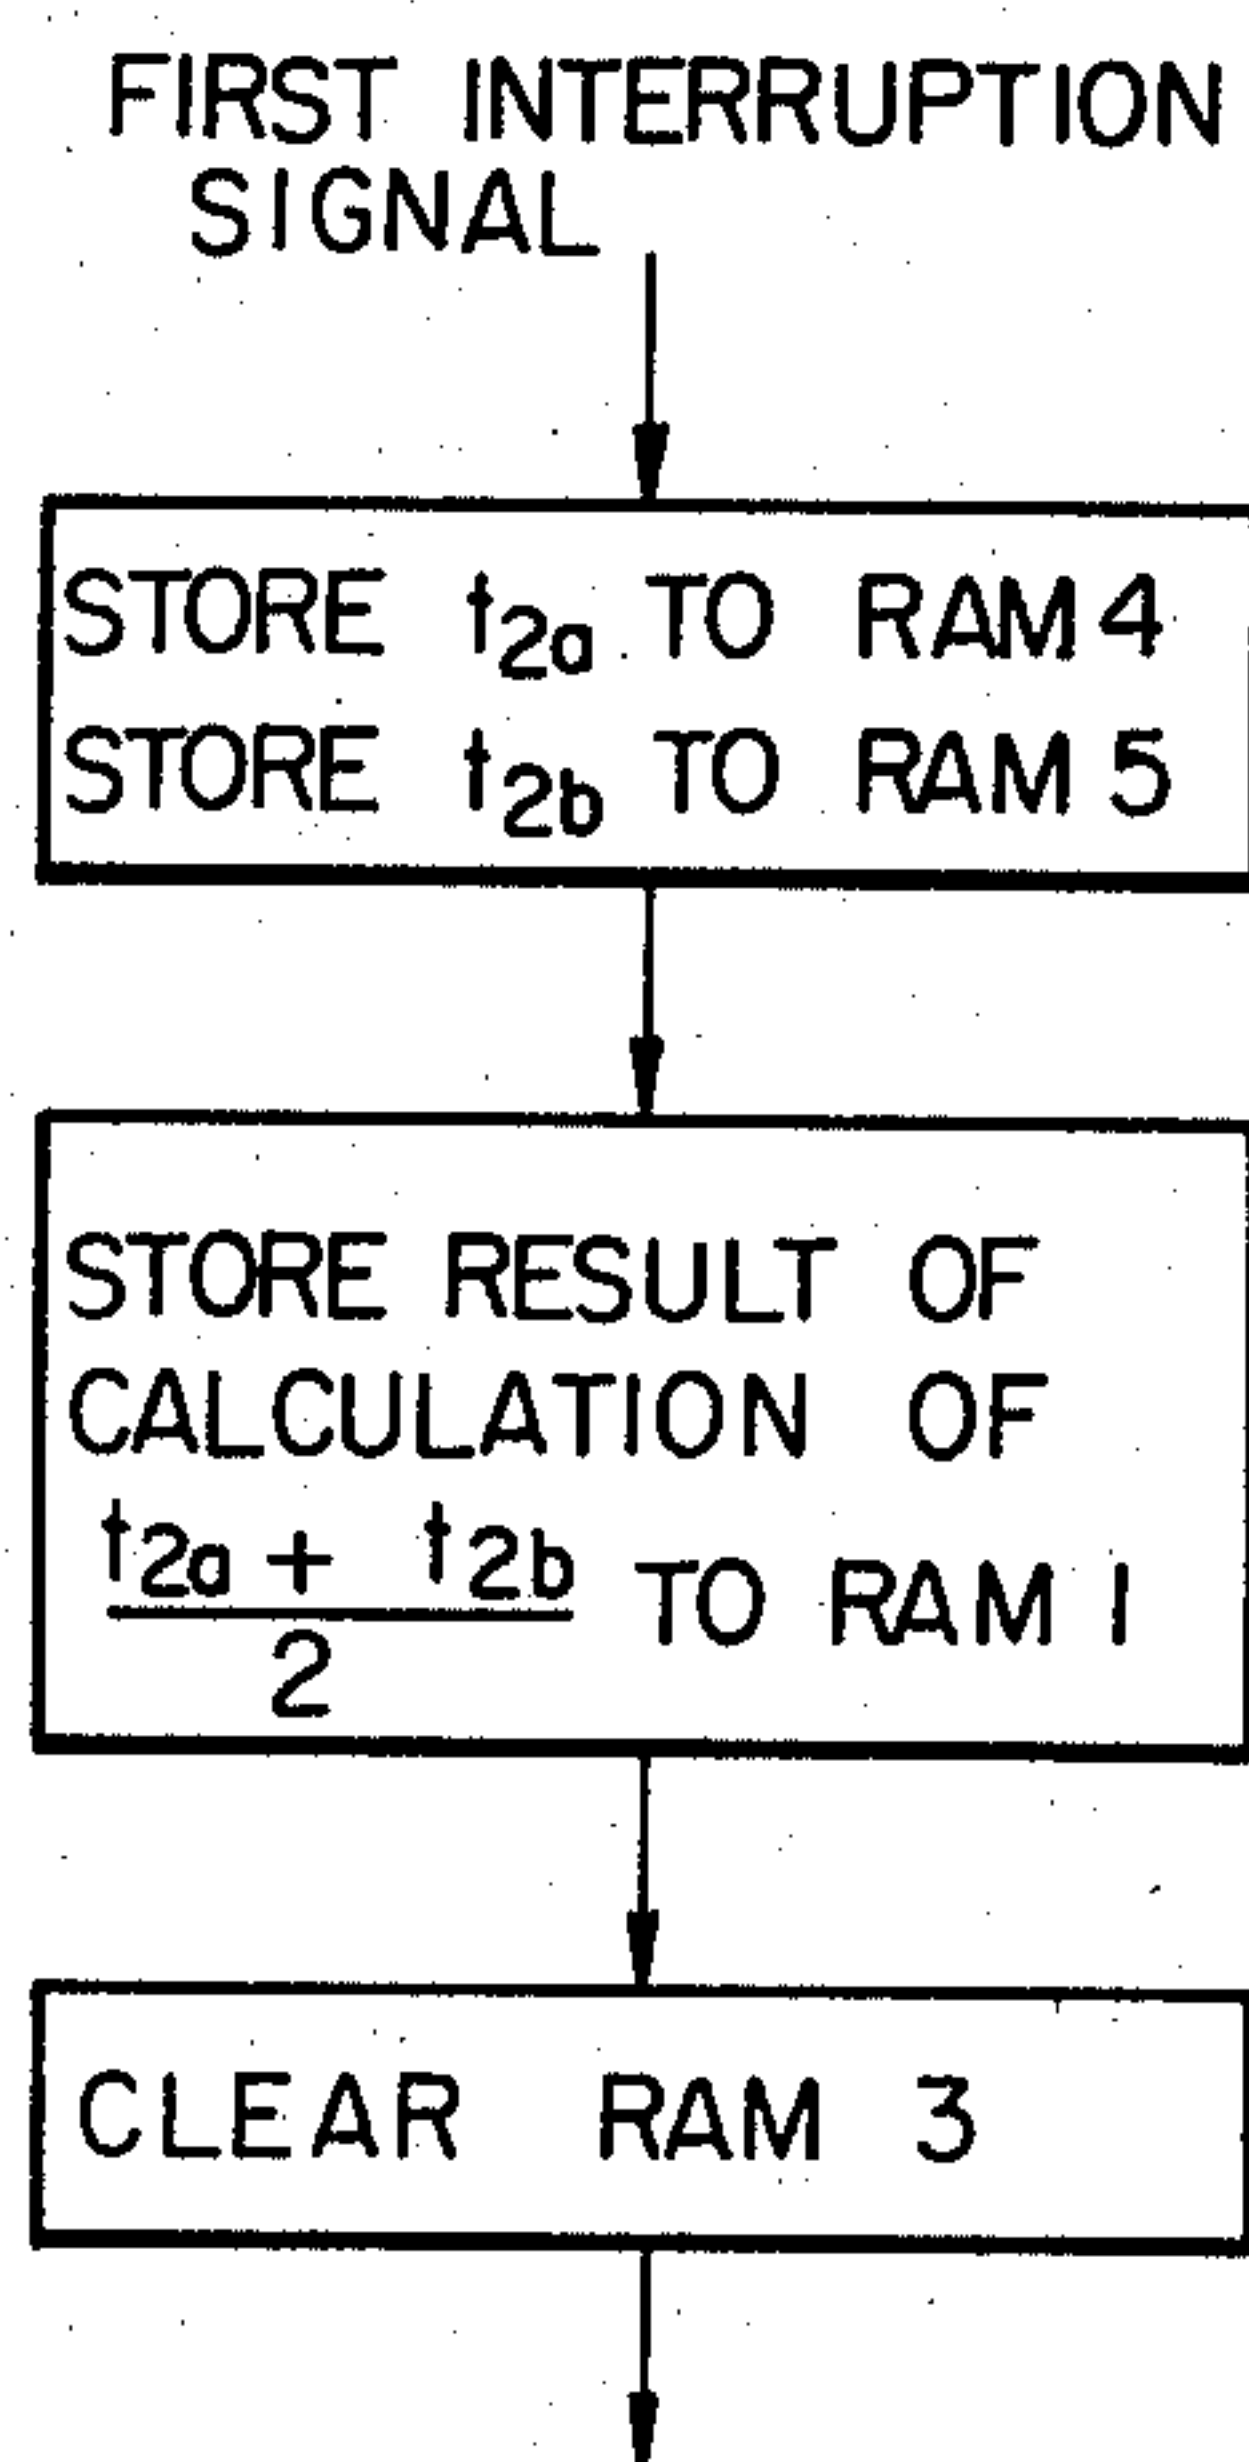 FIRST INTERRUPTION
SIGNAL
STORE t2a TO RAM 4
STORE t2b TO RAM 5
STORE RESULT OF
CALCULATION OF
t2a + t2b
2
TO RAM 1
CLEAR RAM 3